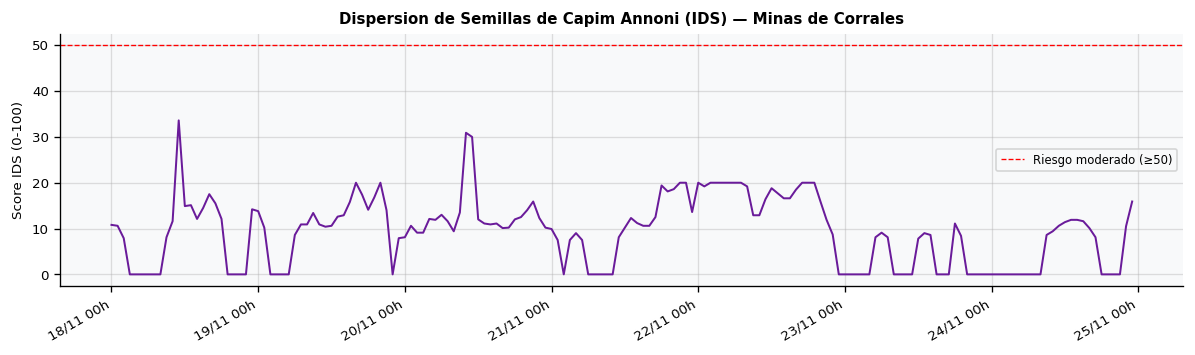 Dispersion de Semillas de Capim Annoni (IDS) — Minas de Corrales
Score IDS (0-100)
50
40
30
20
10
0
Riesgo moderado (≥50)
18/11 00h
19/11 00h
20/11 00h
21/11 00h
22/11 00h
23/11 00h
24/11 00h
25/11 00h